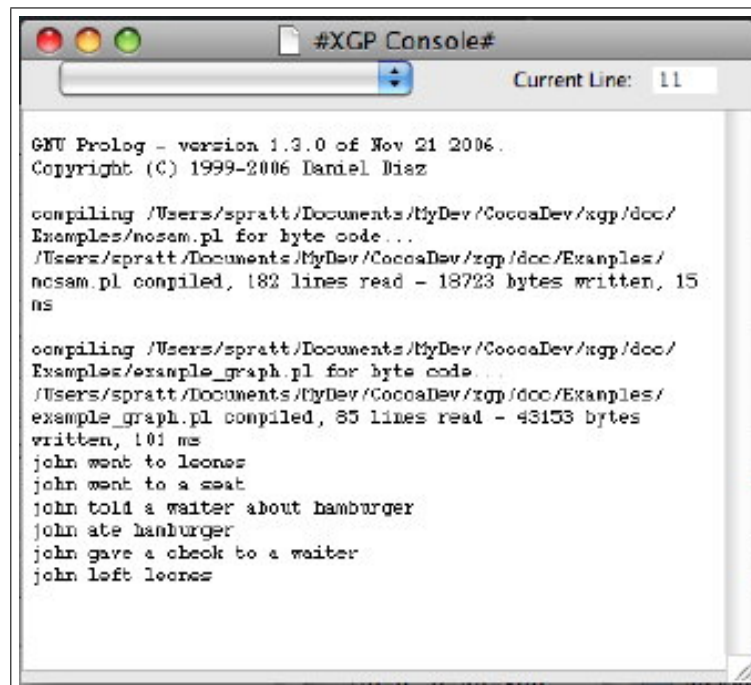 #XGP Console#
Current Line: 11
GNU Prolog - version 1.3.0 of Nov 21 2006.
Copyright (C) 1999-2006 Daniel Diaz
compiling /Users/spratt/Documents/MyDev/CocoaDev/xgp/doc/
Examples/nosam.pl for byte code...
/Users/spratt/Documents/MyDev/CocoaDev/xgp/doc/Examples/
nosam.pl compiled, 182 lines read - 18723 bytes written, 15
ms
compiling /Users/spratt/Documents/MyDev/CocoaDev/xgp/doc/
Examples/example_graph.pl for byte code...
/Users/spratt/Documents/MyDev/CocoaDev/xgp/doc/Examples/
example_graph.pl compiled, 85 lines read - 43153 bytes
written, 101 ms
john went to leones
john went to a seat
john told a waiter about hamburger
john ate hamburger
john gave a check to a waiter
john left leones